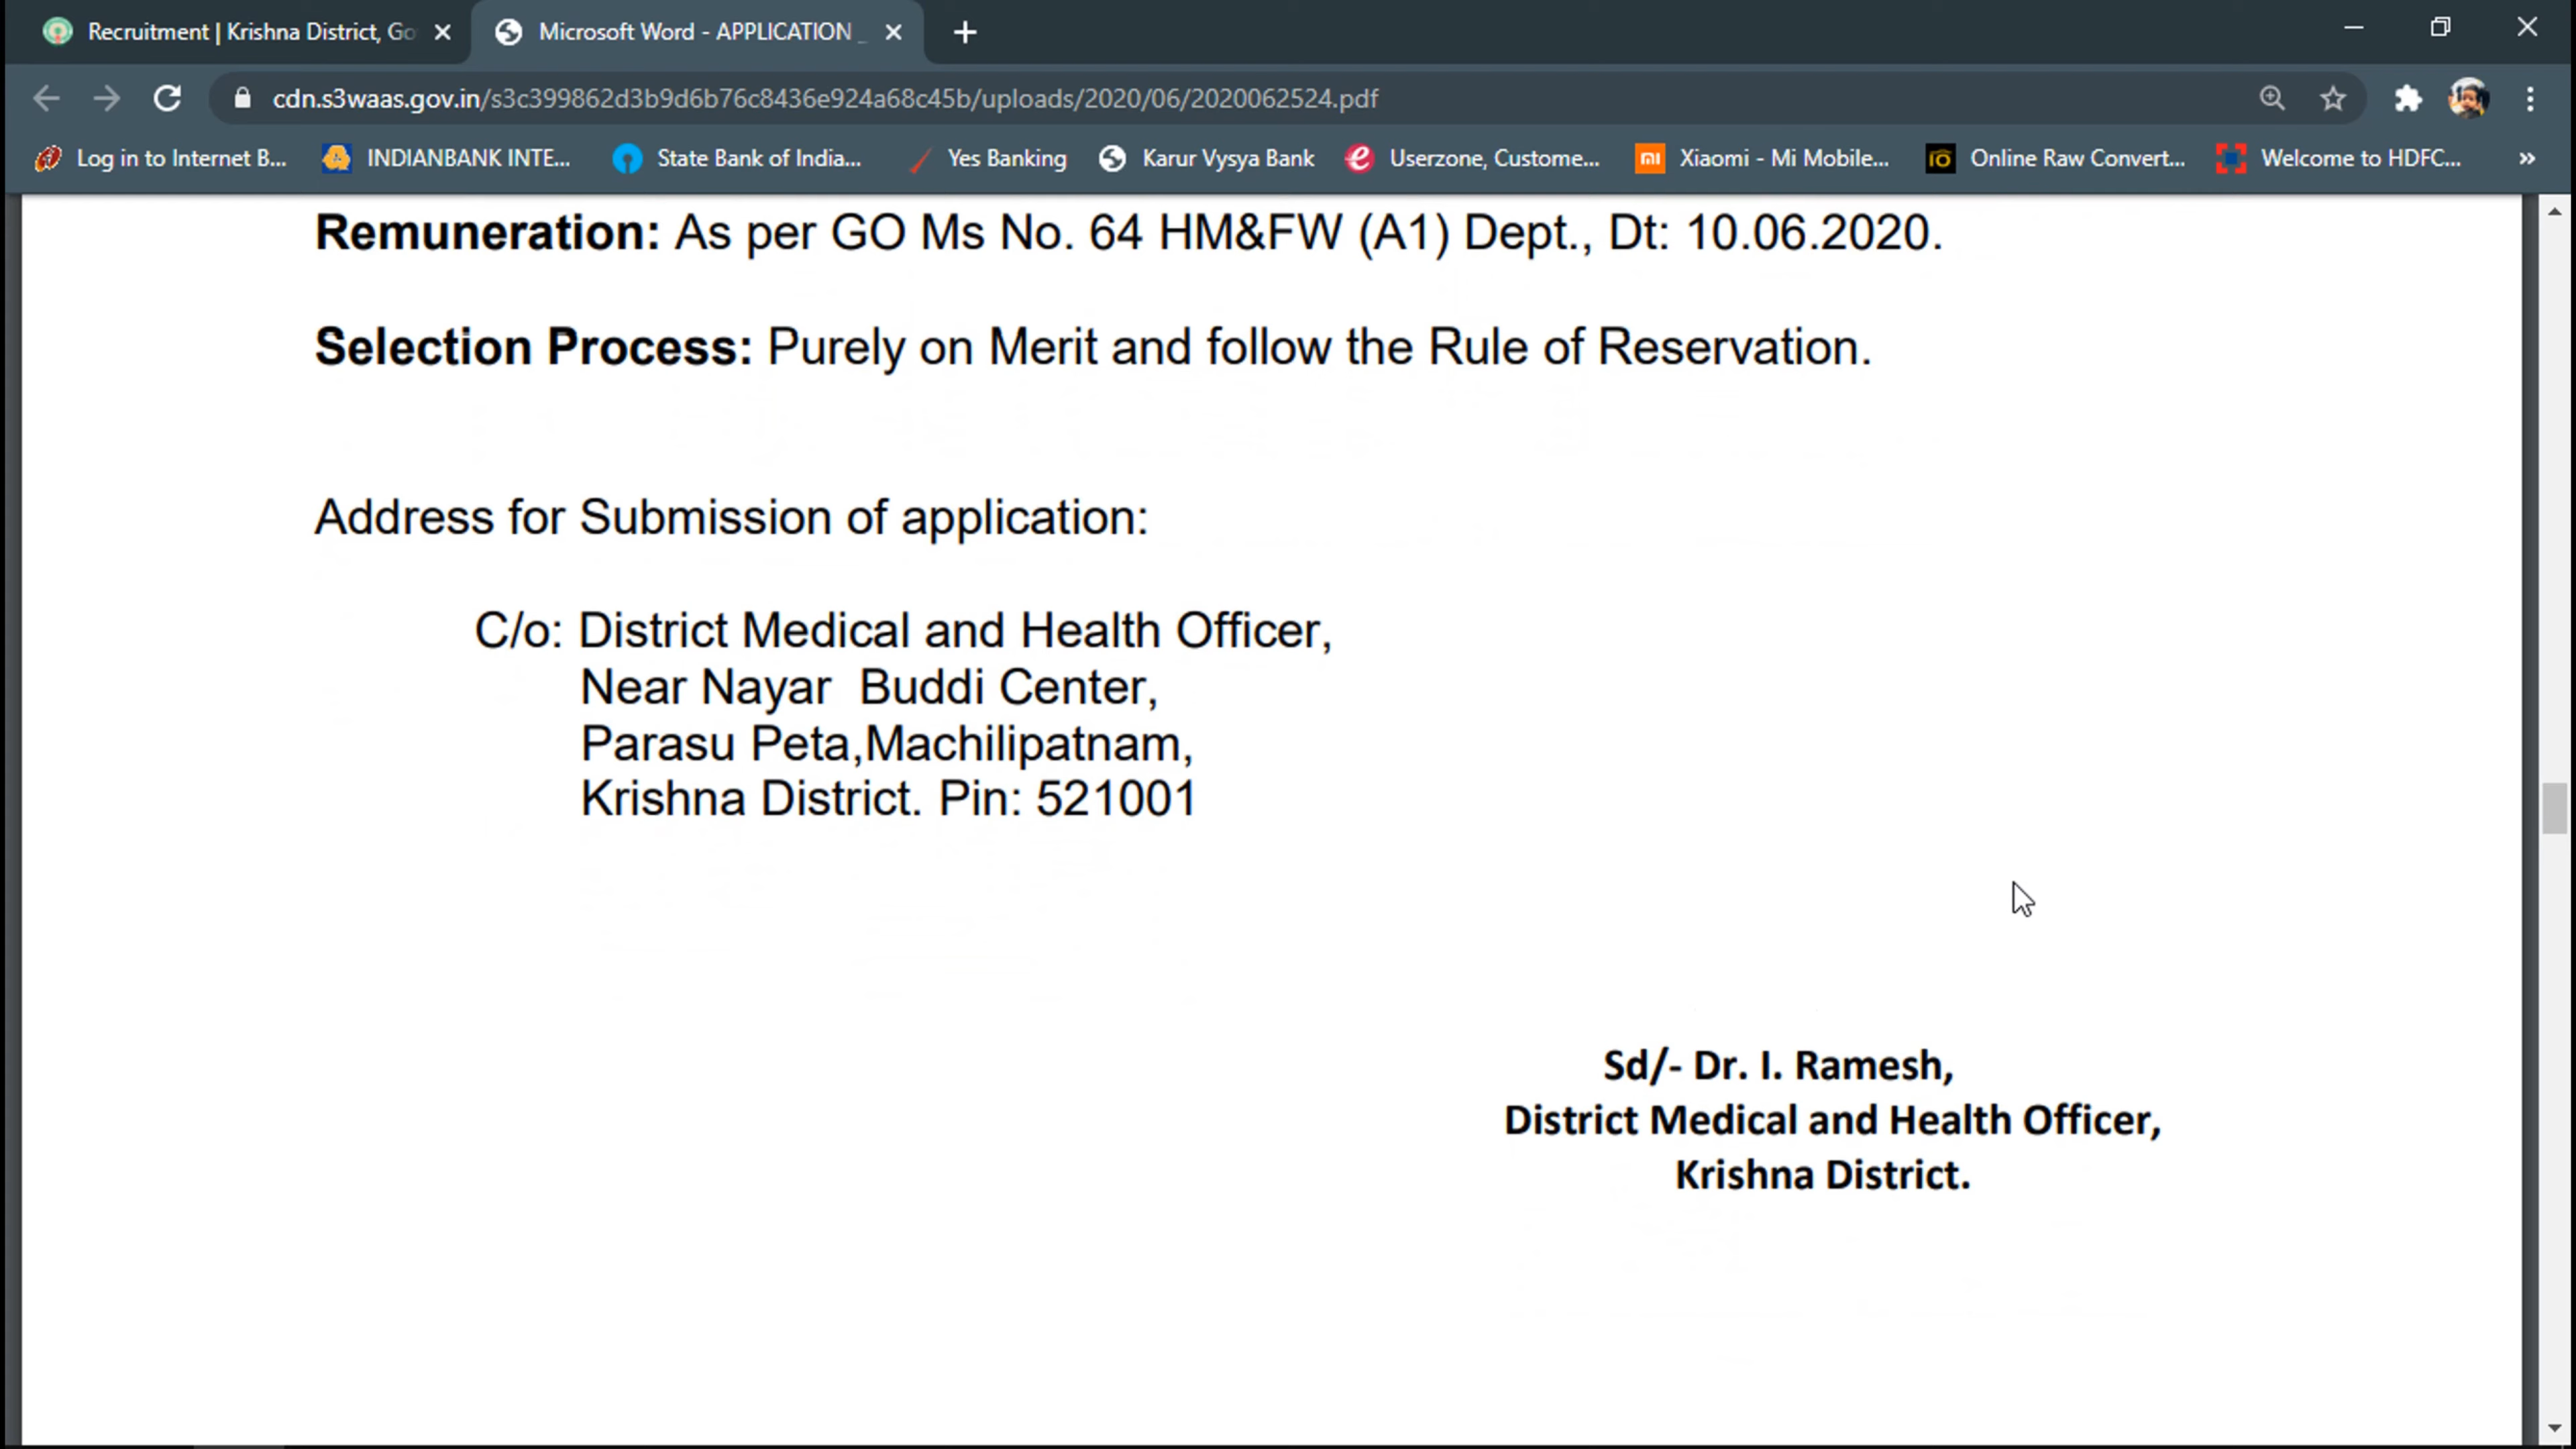 Recruitment | Krishna District, Go
Microsoft Word - APPLICATION _
cdn.s3waas.gov.in/s3c399862d3b9d6b76c8436e924a68c45b/uploads/2020/06/2020062524.pdf
Log in to Internet B... INDIANBANK INTE... State Bank of India... Yes Banking Karur Vysya Bank Userzone, Custome... Xiaomi - Mi Mobile... Online Raw Convert... Welcome to HDFC... »
Remuneration: As per GO Ms No. 64 HM&FW (A1) Dept., Dt: 10.06.2020.
Selection Process: Purely on Merit and follow the Rule of Reservation.
Address for Submission of application:
C/o: District Medical and Health Officer,
Near Nayar  Buddi Center,
Parasu Peta,Machilipatnam,
Krishna District. Pin: 521001
Sd/- Dr. I. Ramesh,
District Medical and Health Officer,
Krishna District.